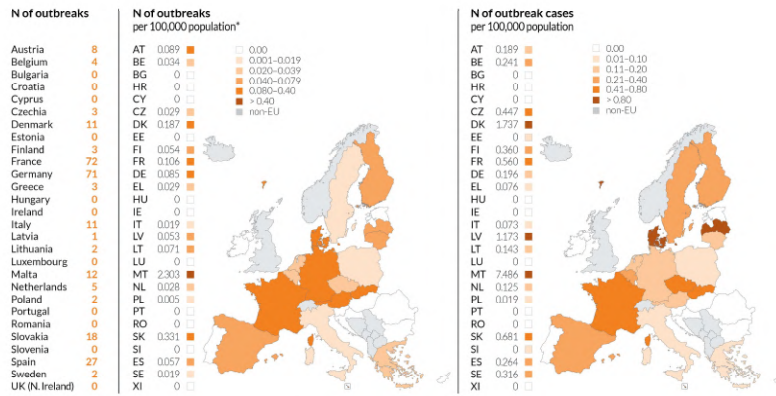 N of outbreaks
Austria 8
Belgium 4
Bulgaria 0
Croatia 0
Cyprus 0
Czechia 3
Denmark 11
Estonia 0
Finland 3
France 72
Germany 71
Greece 3
Hungary 0
Ireland 0
Italy 11
Latvia 1
Lithuania 2
Luxembourg 0
Malta 12
Netherlands 5
Poland 2
Portugal 0
Romania 0
Slovakia 18
Slovenia 0
Spain 27
Sweden 2
UK (N. Ireland) 0
N of outbreaks
per 100,000 population*
AT 0.089
BE 0.034
BG 0
HR 0
CY 0
CZ 0.029
DK 0.187
EE 0
FI 0.054
FR 0.106
DE 0.085
EL 0.029
HU 0
IE 0
IT 0.019
LV 0.053
LT 0.071
LU 0
MT 2.303
NL 0.028
PL 0.005
PT 0
RO 0
SK 0.331
SI 0
ES 0.057
SE 0.019
XI 0
0.00
0.001–0.019
0.020–0.039
0.040–0.079
0.080–0.40
> 0.40
non-EU
N of outbreak cases
per 100,000 population
AT 0.189
BE 0.241
BG 0
HR 0
CY 0
CZ 0.447
DK 1.737
EE 0
FI 0.360
FR 0.560
DE 0.196
EL 0.076
HU 0
IE 0
IT 0.073
LV 1.173
LT 0.143
LU 0
MT 7.486
NL 0.125
PL 0.019
PT 0
RO 0
SK 0.681
SI 0
ES 0.264
SE 0.316
XI 0
0.00
0.01–0.10
0.11–0.20
0.21–0.40
0.41–0.80
> 0.80
non-EU